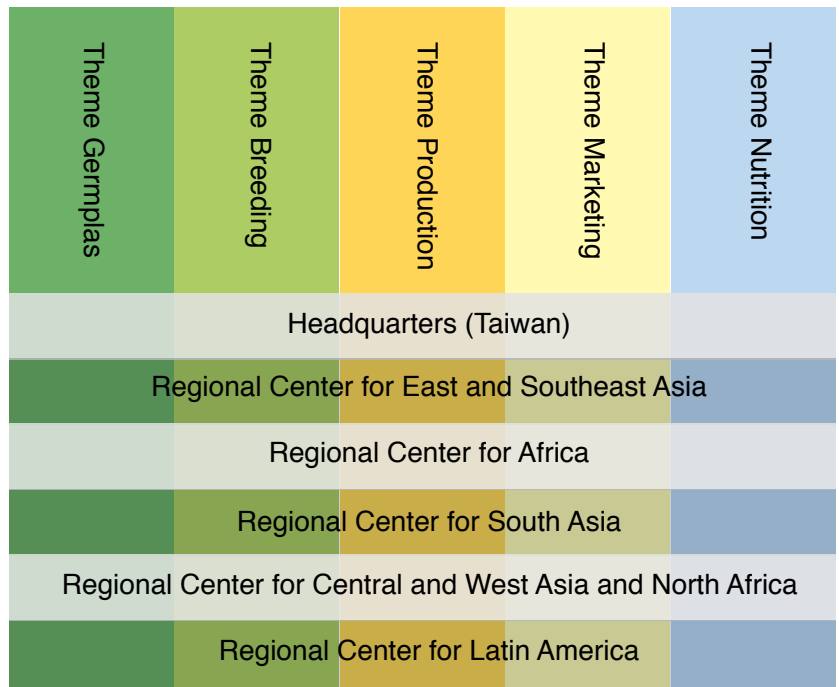 Theme Germplas
Theme Breeding
Theme Production
Theme Marketing
Theme Nutrition
Headquarters (Taiwan)
Regional Center for East and Southeast Asia
Regional Center for Africa
Regional Center for South Asia
Regional Center for Central and West Asia and North Africa
Regional Center for Latin America